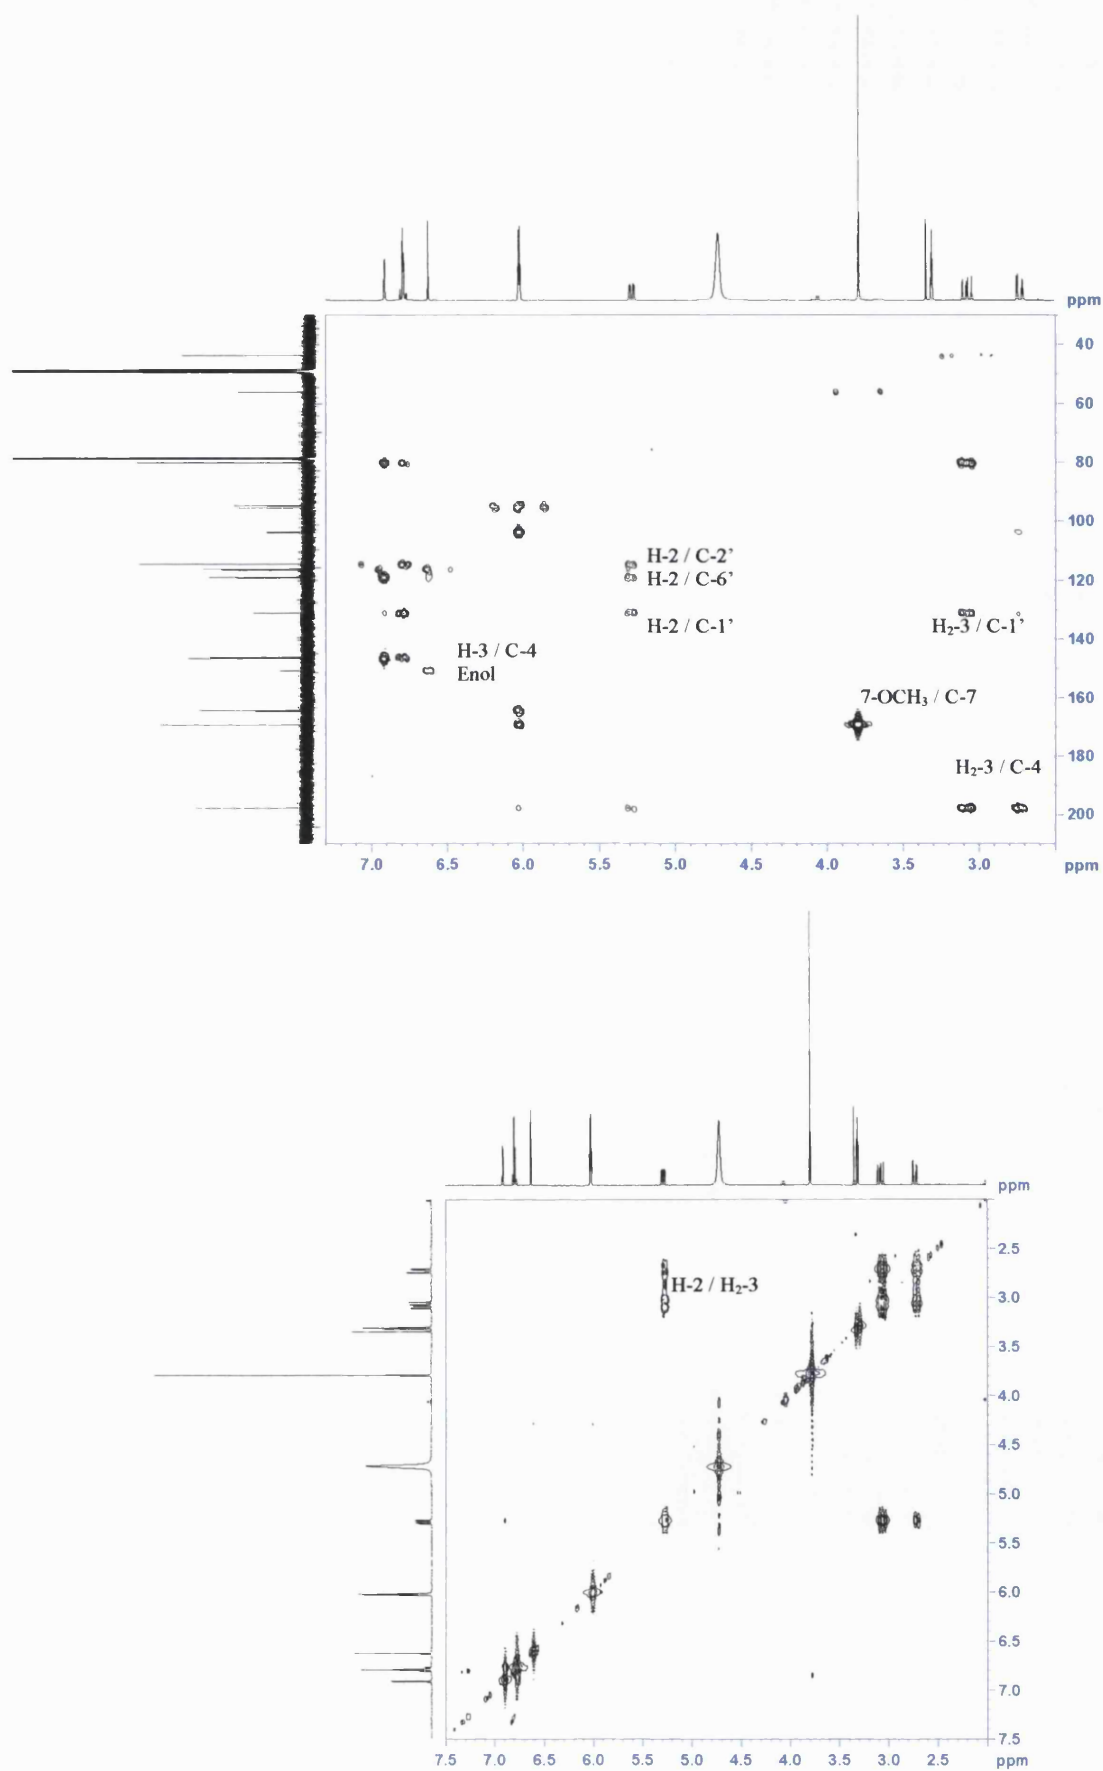 ppm
40
60
80
100
H-2 / C-2’
120
H-2 / C-6’
H-2 / C-1’
H₂-3 / C-1’
140
H-3 / C-4
Enol
160
7-OCH₃ / C-7
180
H₂-3 / C-4
200
7.0 6.5 6.0 5.5 5.0 4.5 4.0 3.5 3.0 ppm
ppm
2.5
H-2 / H₂-3
3.0
3.5
4.0
4.5
5.0
5.5
6.0
6.5
7.0
7.5
7.5 7.0 6.5 6.0 5.5 5.0 4.5 4.0 3.5 3.0 2.5 ppm